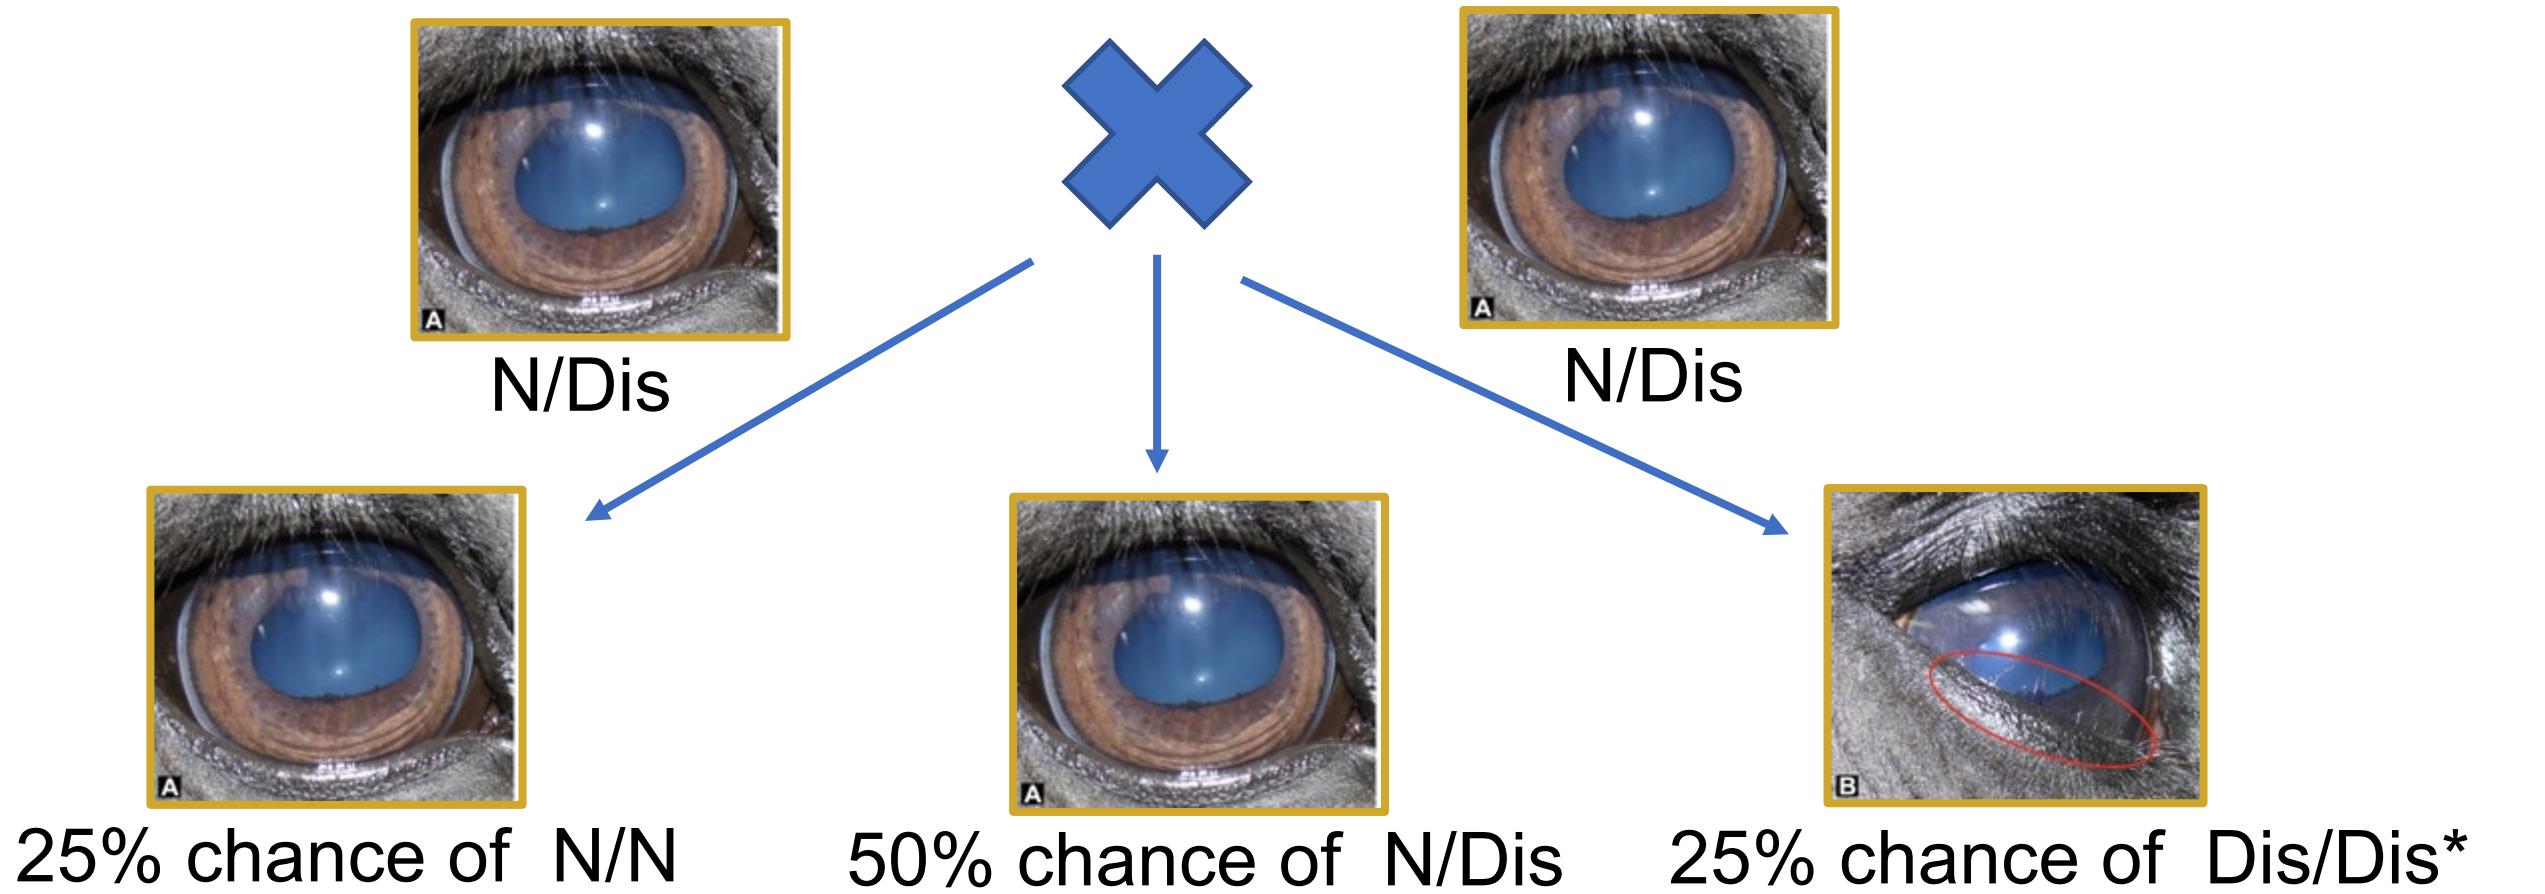 A
A
N/Dis
N/Dis
A
A
B
25% chance of N/N
50% chance of N/Dis
25% chance of Dis/Dis*